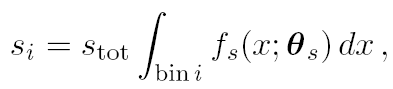 $s_i = s_{\mathrm{tot}} \int_{\mathrm{bin}\, i} f_s(x; \boldsymbol{\theta}_s)\, dx\,,$